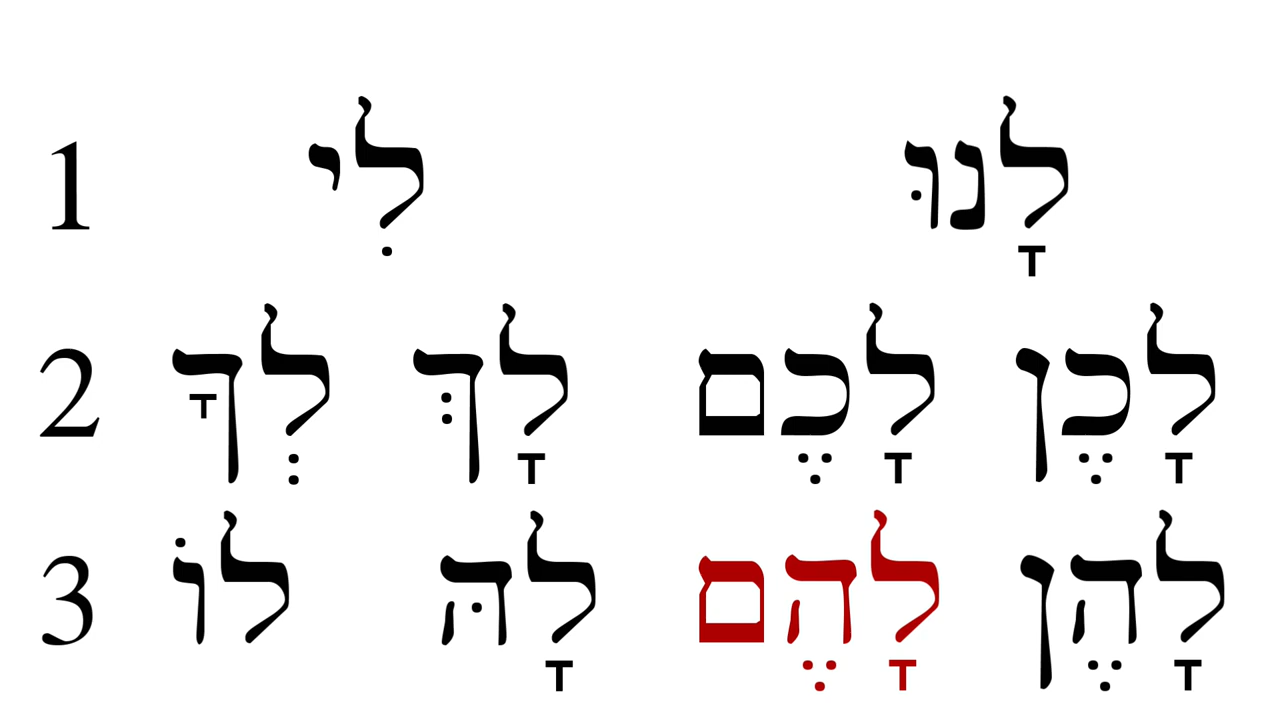 1 לִי לָנוּ
2 לְךָ לָךְ לָכֶם לָכֶן
3 לוֹ לָהּ לָהֶם לָהֶן